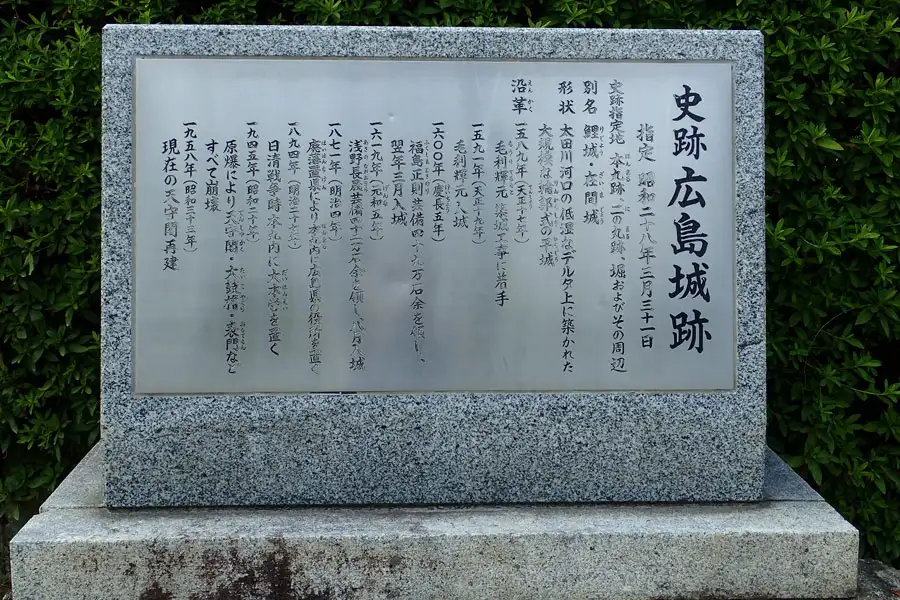 史跡広島城跡
指定 昭和二十八年三月三十一日
史跡指定地 本丸跡、二の丸跡、堀およびその周辺
別名 鯉城・在間城
形状 太田川河口の低湿なデルタ上に築かれた
大規模な輪郭式の平城
沿革 一五八九年(天正十七年)
毛利輝元築城工事に着手
一五九一年(天正十九年)
毛利輝元入城
一六〇〇年(慶長五年)
福島正則芸備四十九万石余を領し、
翌年三月入城
一六一九年(元和五年)
浅野長晟芸備四十二万石余を領し、八月入城
一八七一年(明治四年)
廃藩置県により本丸内に広島県役所を置く
一八九四年(明治二十七年)
日清戦争時本丸内に大本営を置く
一九四五年(昭和二十年)
原爆により天守閣・太鼓櫓・表門など
すべて崩壊
一九五八年(昭和三十三年)
現在の天守閣再建